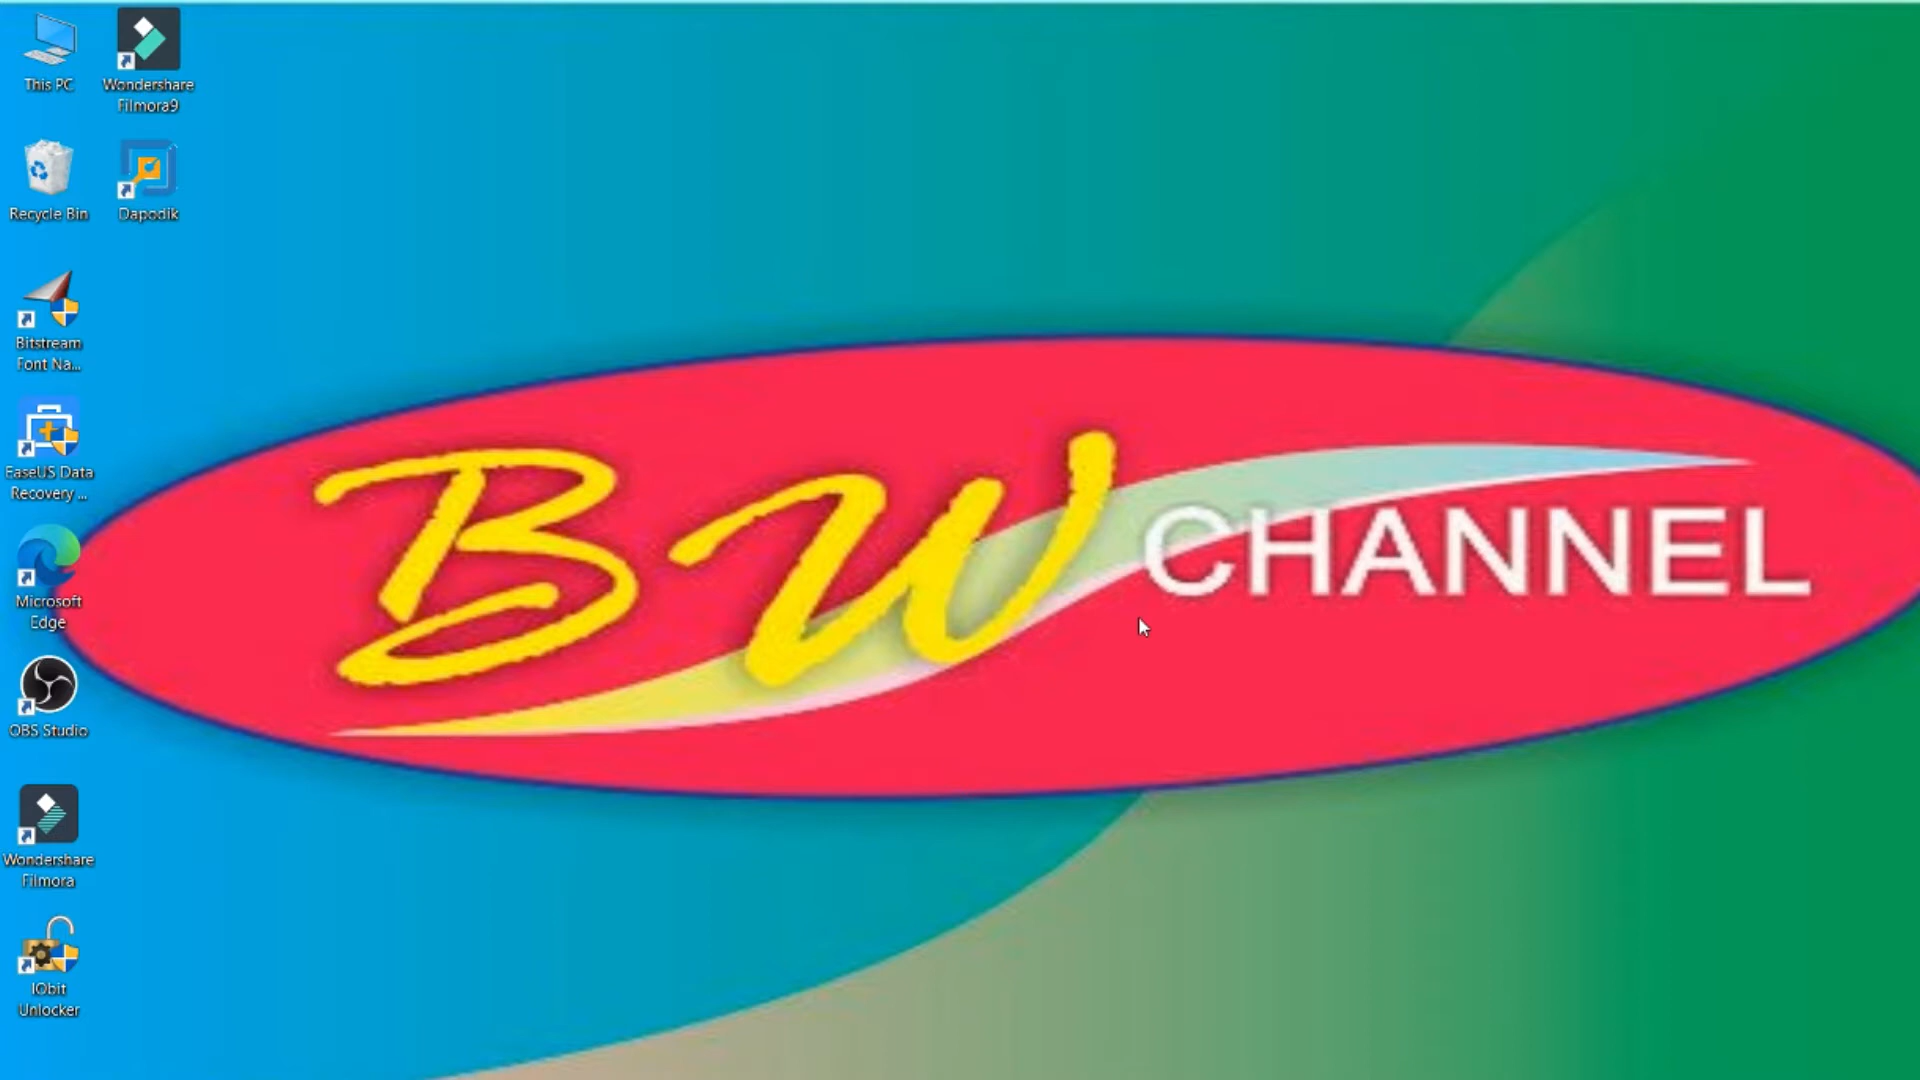 This PC
Wondershare
Filmora9
Recycle Bin
Dapodik
Bitstream
Font Na...
EaseUS Data
Recovery ...
Microsoft
Edge
OBS Studio
Wondershare
Filmora
IObit
Unlocker
BW CHANNEL